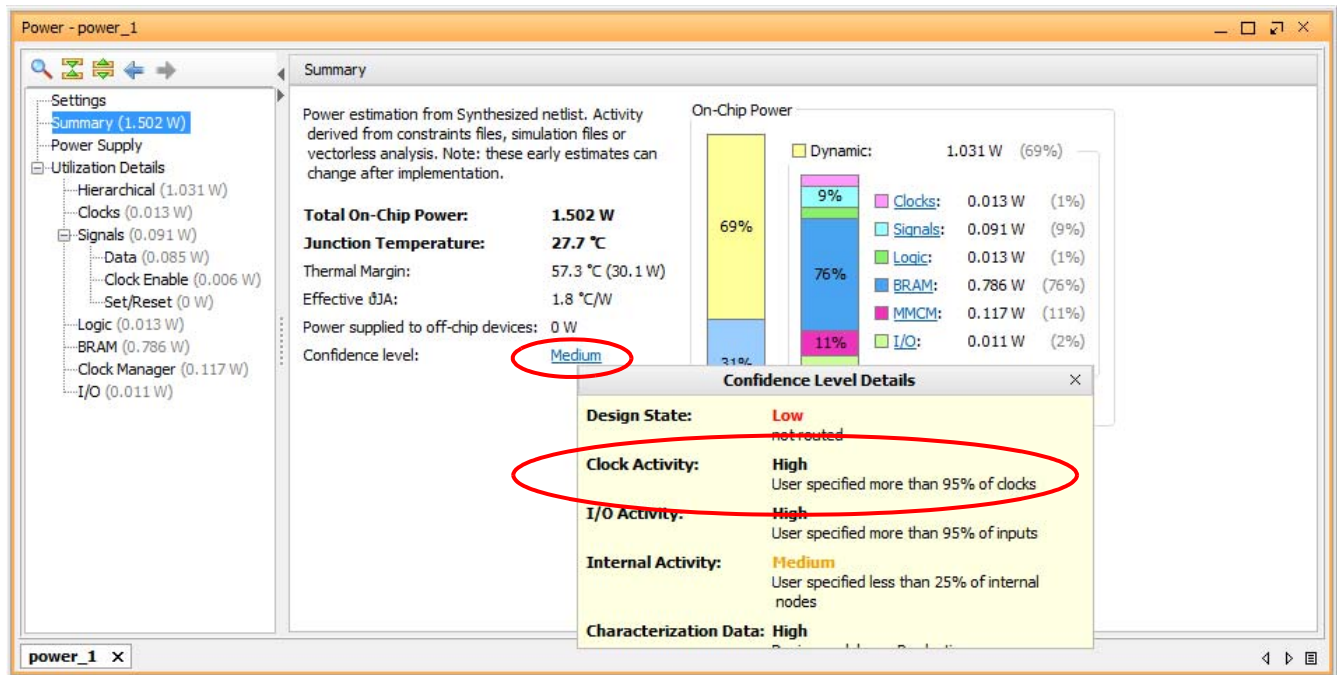 Power - power_1
Summary
Settings
Summary (1.502 W)
Power Supply
Utilization Details
Hierarchical (1.031 W)
Clocks (0.013 W)
Signals (0.091 W)
Data (0.085 W)
Clock Enable (0.006 W)
Set/Reset (0 W)
Logic (0.013 W)
BRAM (0.786 W)
Clock Manager (0.117 W)
I/O (0.011 W)
Power estimation from Synthesized netlist. Activity
derived from constraints files, simulation files or
vectorless analysis. Note: these early estimates can
change after implementation.
Total On-Chip Power: 1.502 W
Junction Temperature: 27.7 °C
Thermal Margin: 57.3 °C (30.1 W)
Effective ϑJA: 1.8 °C/W
Power supplied to off-chip devices: 0 W
Confidence level: Medium
On-Chip Power
69%
31%
Dynamic: 1.031 W (69%)
9%
76%
11%
Clocks: 0.013 W (1%)
Signals: 0.091 W (9%)
Logic: 0.013 W (1%)
BRAM: 0.786 W (76%)
MMCM: 0.117 W (11%)
I/O: 0.011 W (2%)
Confidence Level Details
Design State: Low
not routed
Clock Activity: High
User specified more than 95% of clocks
I/O Activity: High
User specified more than 95% of inputs
Internal Activity: Medium
User specified less than 25% of internal
nodes
Characterization Data: High
power_1